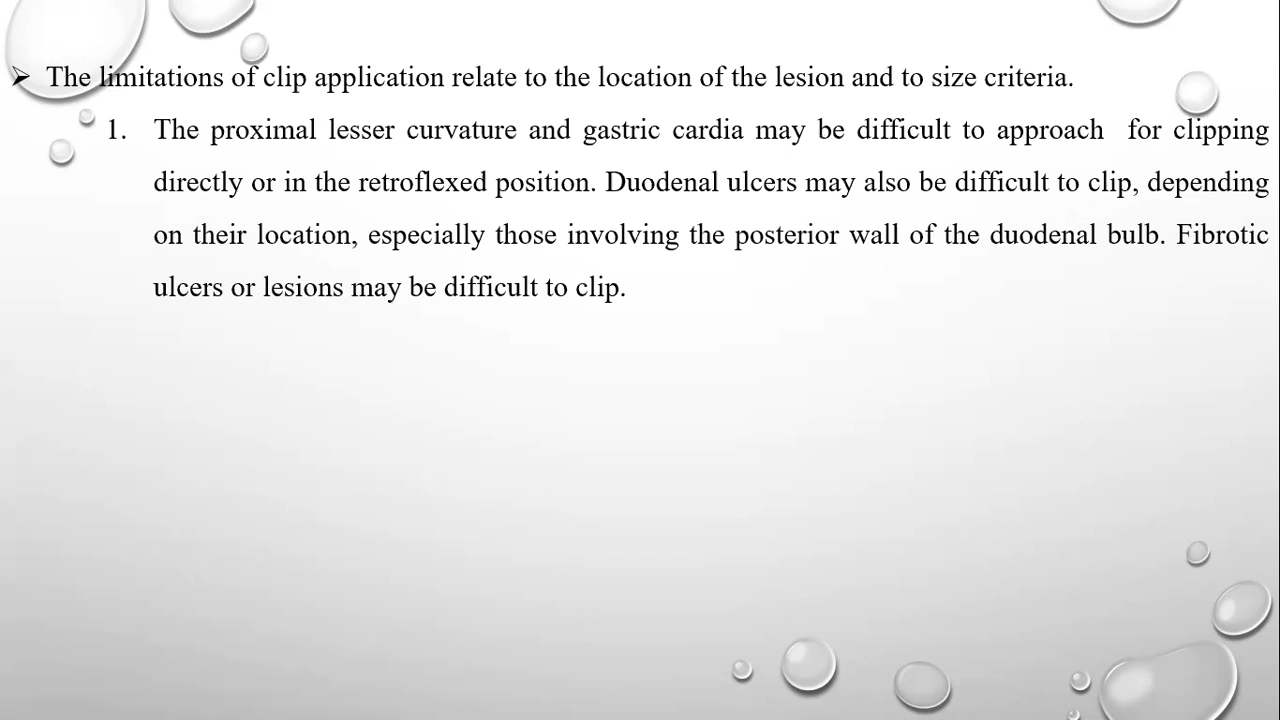 ➢ The limitations of clip application relate to the location of the lesion and to size criteria.
1. The proximal lesser curvature and gastric cardia may be difficult to approach for clipping
directly or in the retroflexed position. Duodenal ulcers may also be difficult to clip, depending
on their location, especially those involving the posterior wall of the duodenal bulb. Fibrotic
ulcers or lesions may be difficult to clip.